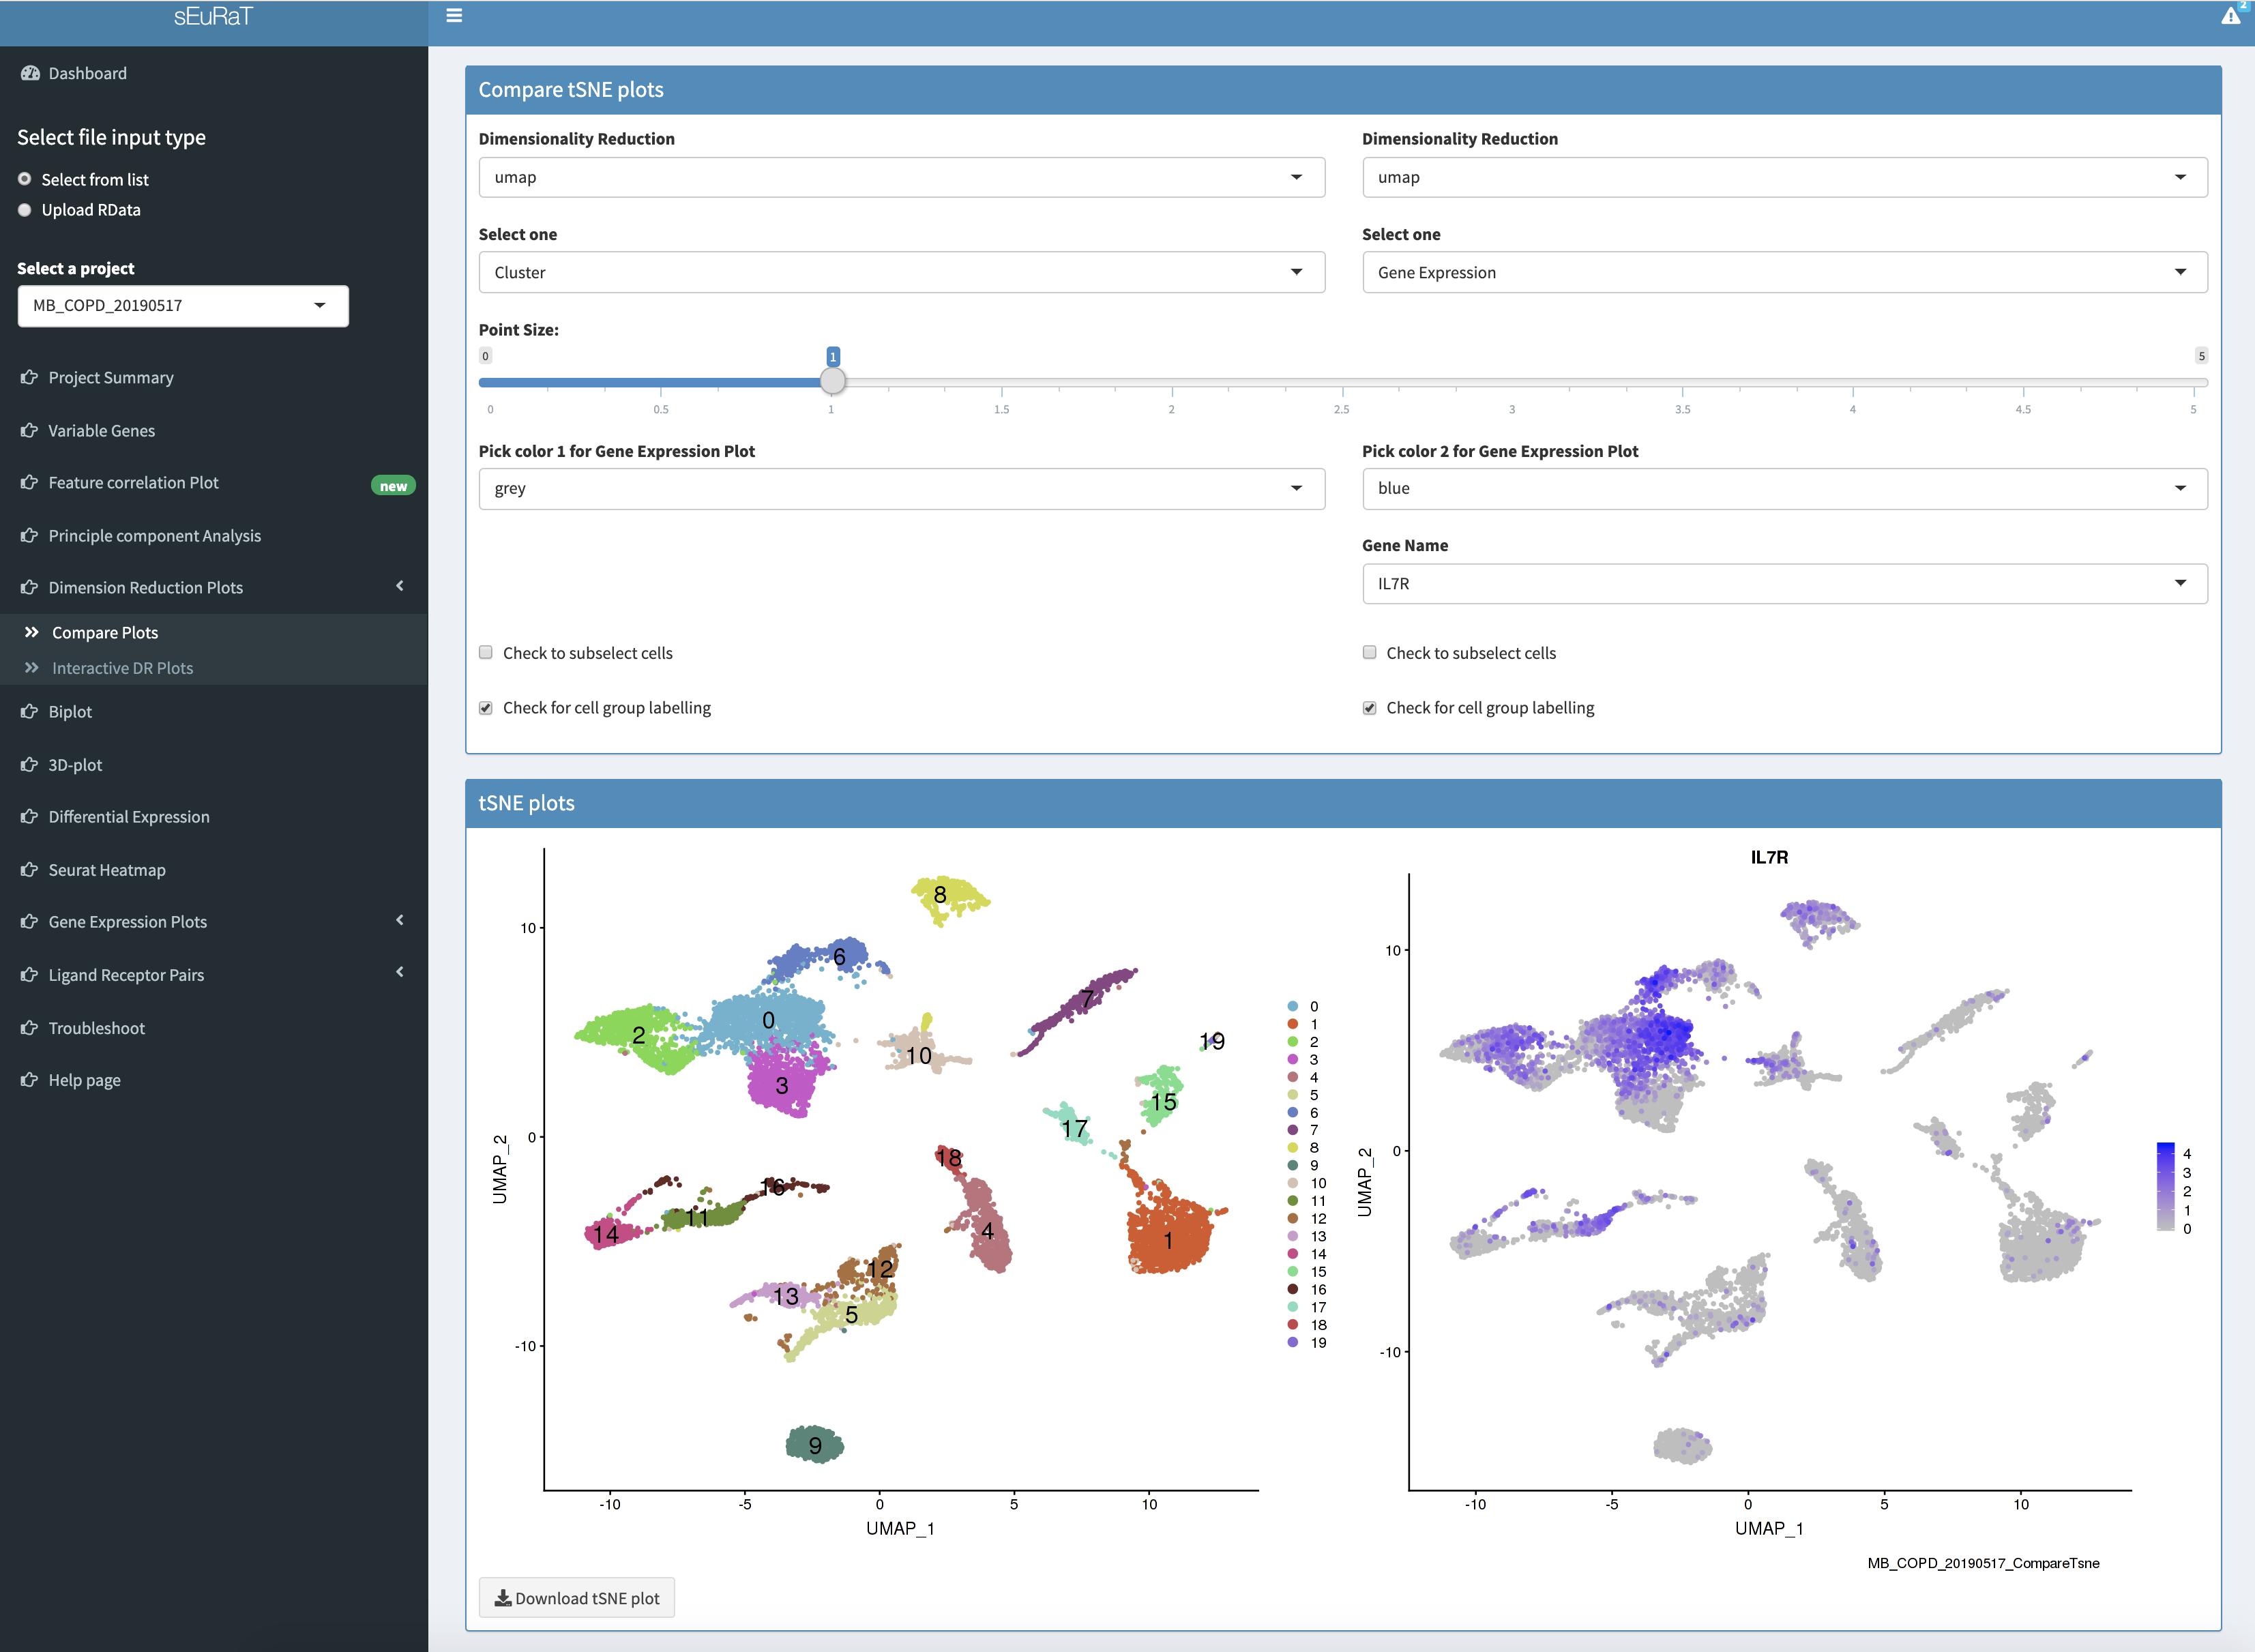 sEuRaT
2
Dashboard
Select file input type
Select from list
Upload RData
Select a project
MB_COPD_20190517
Project Summary
Variable Genes
Feature correlation Plot
new
Principle component Analysis
Dimension Reduction Plots
Compare Plots
Interactive DR Plots
Biplot
3D-plot
Differential Expression
Seurat Heatmap
Gene Expression Plots
Ligand Receptor Pairs
Troubleshoot
Help page
Compare tSNE plots
Dimensionality Reduction
umap
Dimensionality Reduction
umap
Select one
Cluster
Select one
Gene Expression
Point Size:
0 1 5
0 0.5 1 1.5 2 2.5 3 3.5 4 4.5 5
Pick color 1 for Gene Expression Plot
grey
Pick color 2 for Gene Expression Plot
blue
Gene Name
IL7R
Check to subselect cells
Check to subselect cells
Check for cell group labelling
Check for cell group labelling
tSNE plots
8
6
7
2
0
19
10
3
15
17
18
16
11
14
4
1
12
13
5
9
10
0
-10
UMAP_2
-10 -5 0 5 10
UMAP_1
0
1
2
3
4
5
6
7
8
9
10
11
12
13
14
15
16
17
18
19
IL7R
10
0
-10
UMAP_2
-10 -5 0 5 10
UMAP_1
4
3
2
1
0
MB_COPD_20190517_CompareTsne
Download tSNE plot